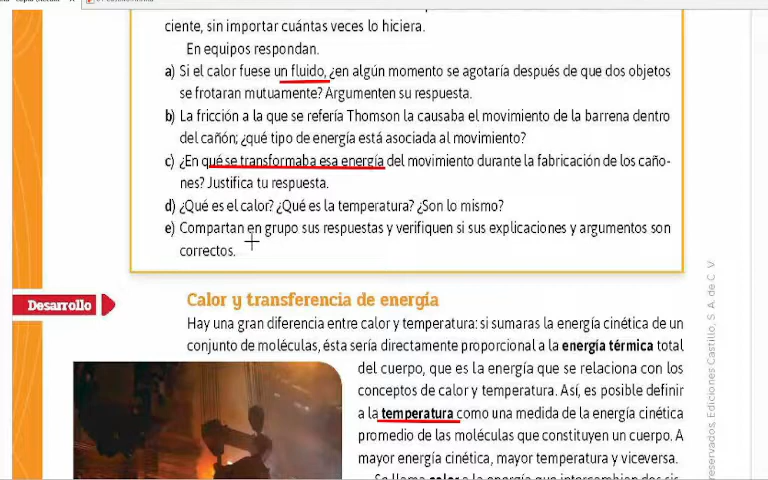 ciente, sin importar cuántas veces lo hiciera.
En equipos respondan.
a) Si el calor fuese un fluido, ¿en algún momento se agotaría después de que dos objetos
se frotaran mutuamente? Argumenten su respuesta.
b) La fricción a la que se refería Thomson la causaba el movimiento de la barrena dentro
del cañón; ¿qué tipo de energía está asociada al movimiento?
c) ¿En qué se transformaba esa energía del movimiento durante la fabricación de los caño-
nes? Justifica tu respuesta.
d) ¿Qué es el calor? ¿Qué es la temperatura? ¿Son lo mismo?
e) Compartan en grupo sus respuestas y verifiquen si sus explicaciones y argumentos son
correctos.
Desarrollo
Calor y transferencia de energía
Hay una gran diferencia entre calor y temperatura: si sumaras la energía cinética de un
conjunto de moléculas, ésta sería directamente proporcional a la energía térmica total
del cuerpo, que es la energía que se relaciona con los
conceptos de calor y temperatura. Así, es posible definir
a la temperatura como una medida de la energía cinética
promedio de las moléculas que constituyen un cuerpo. A
mayor energía cinética, mayor temperatura y viceversa.
Se llama calor a la energía que intercambian dos sis-
reservados, Ediciones Castillo, S. A. de C. V.